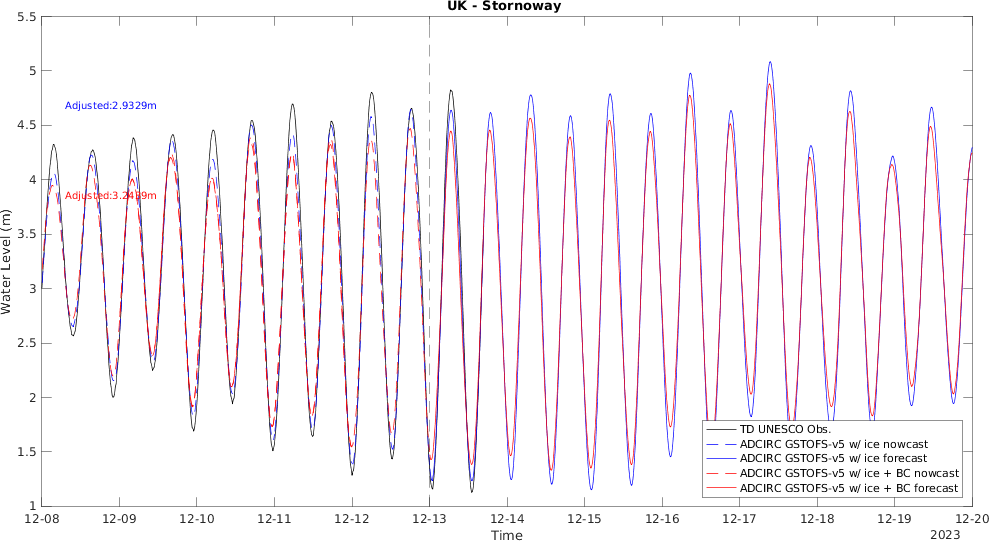 UK - Stornoway
5.5
5
4.5
4
3.5
3
2.5
2
1.5
1
Water Level (m)
Adjusted:2.9329m
Adjusted:3.2489m
TD UNESCO Obs.
ADCIRC GSTOFS-v5 w/ ice nowcast
ADCIRC GSTOFS-v5 w/ ice forecast
ADCIRC GSTOFS-v5 w/ ice + BC nowcast
ADCIRC GSTOFS-v5 w/ ice + BC forecast
12-08 12-09 12-10 12-11 12-12 12-13 12-14 12-15 12-16 12-17 12-18 12-19 12-20
Time
2023